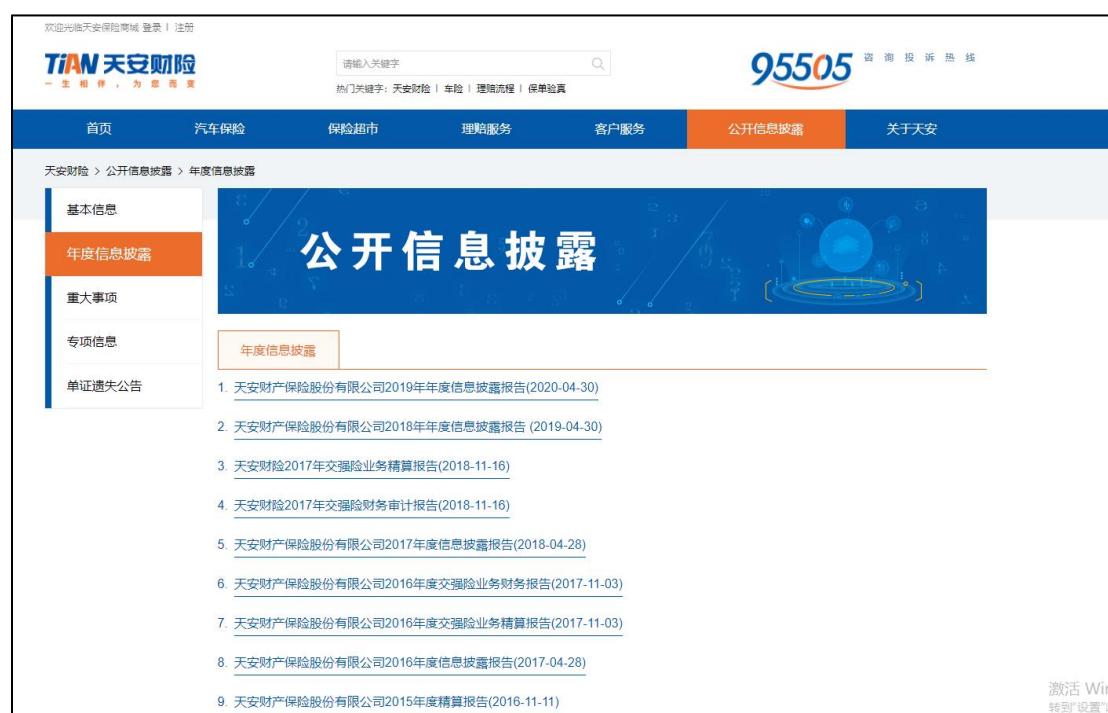 欢迎光临天安保险商城 登录 | 注册
TiAN 天安财险
一生相伴，为您而变
请输入关键字
热门关键字：天安财险 | 车险 | 理赔流程 | 保单验真
95505 咨询投诉热线
首页 汽车保险 保险超市 理赔服务 客户服务 公开信息披露 关于天安
天安财险 > 公开信息披露 > 年度信息披露
基本信息
年度信息披露
重大事项
专项信息
单证遗失公告
公开信息披露
年度信息披露
1. 天安财产保险股份有限公司2019年年度信息披露报告(2020-04-30)
2. 天安财产保险股份有限公司2018年年度信息披露报告 (2019-04-30)
3. 天安财险2017年交强险业务精算报告(2018-11-16)
4. 天安财险2017年交强险财务审计报告(2018-11-16)
5. 天安财产保险股份有限公司2017年度信息披露报告(2018-04-28)
6. 天安财产保险股份有限公司2016年度交强险业务财务报告(2017-11-03)
7. 天安财产保险股份有限公司2016年度交强险业务精算报告(2017-11-03)
8. 天安财产保险股份有限公司2016年度信息披露报告(2017-04-28)
9. 天安财产保险股份有限公司2015年度精算报告(2016-11-11)
激活 Win
转到"设置"